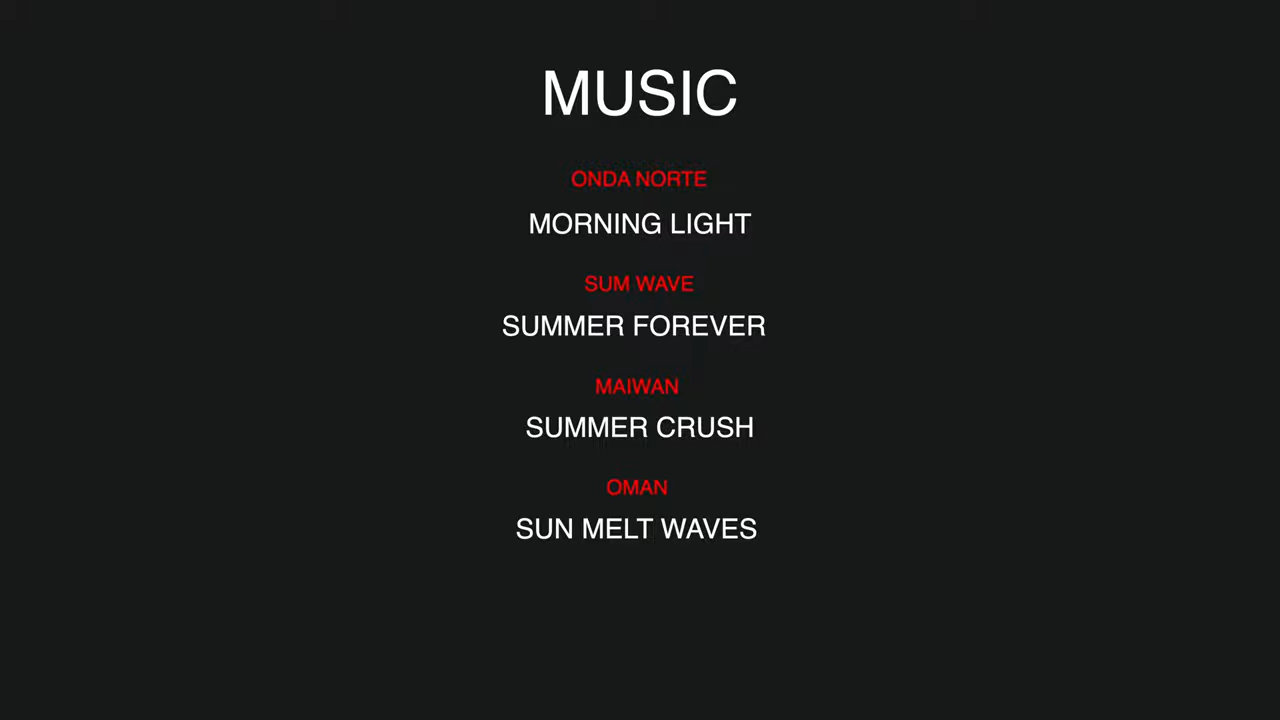 MUSIC
ONDA NORTE
MORNING LIGHT
SUM WAVE
SUMMER FOREVER
MAIWAN
SUMMER CRUSH
OMAN
SUN MELT WAVES